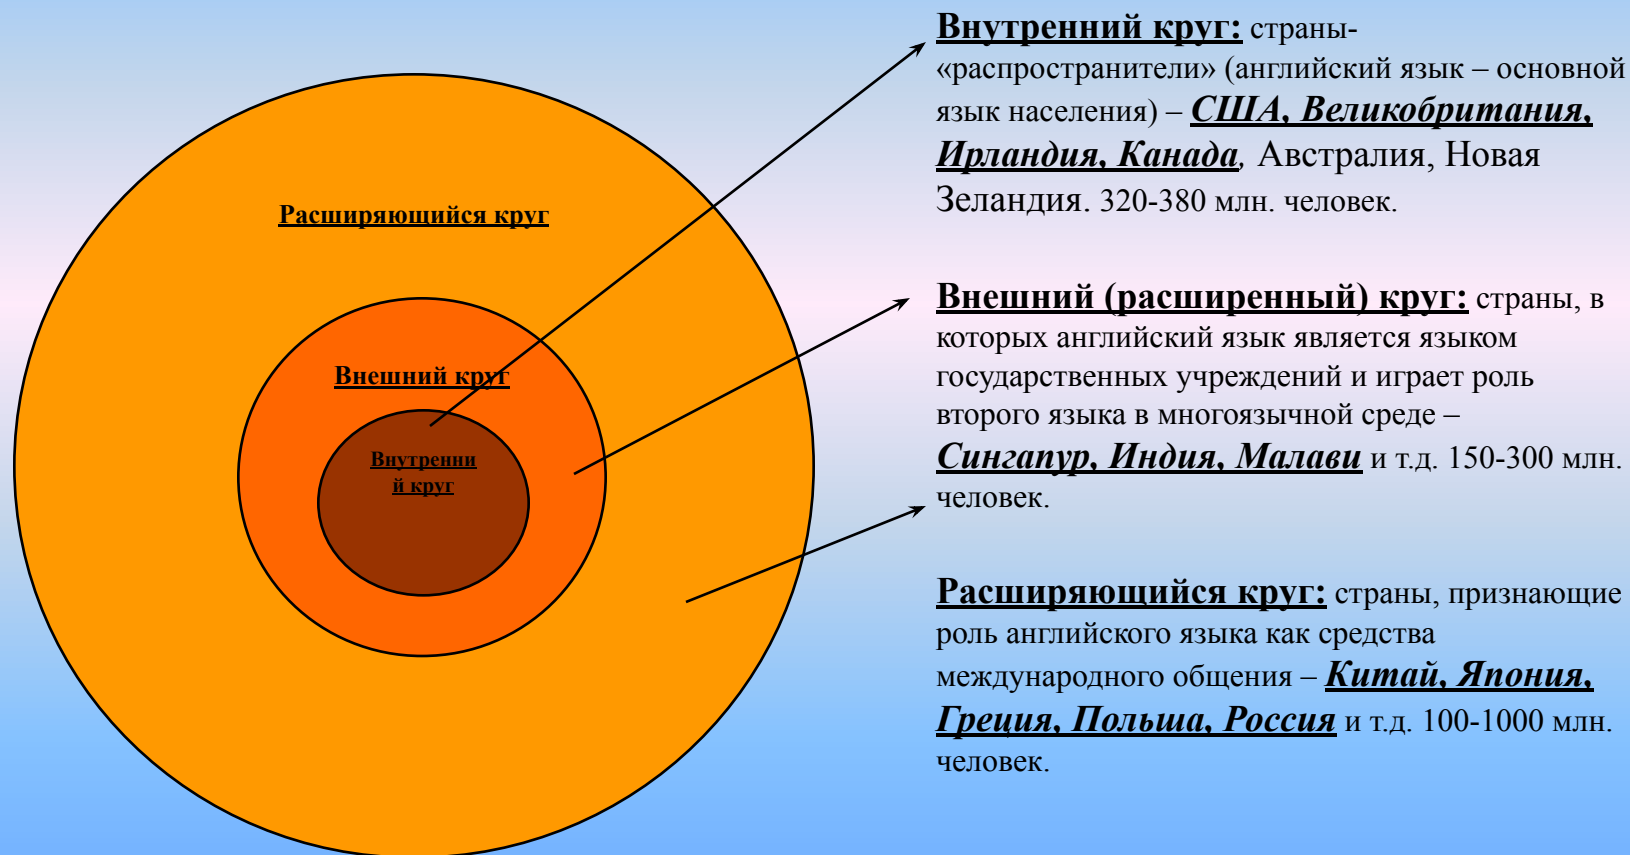 Расширяющийся круг
Внешний круг
Внутренни
й круг
Внутренний круг: страны-
«распространители» (английский язык – основной
язык населения) – США, Великобритания,
Ирландия, Канада, Австралия, Новая
Зеландия. 320-380 млн. человек.
Внешний (расширенный) круг: страны, в
которых английский язык является языком
государственных учреждений и играет роль
второго языка в многоязычной среде –
Сингапур, Индия, Малави и т.д. 150-300 млн.
человек.
Расширяющийся круг: страны, признающие
роль английского языка как средства
международного общения – Китай, Япония,
Греция, Польша, Россия и т.д. 100-1000 млн.
человек.